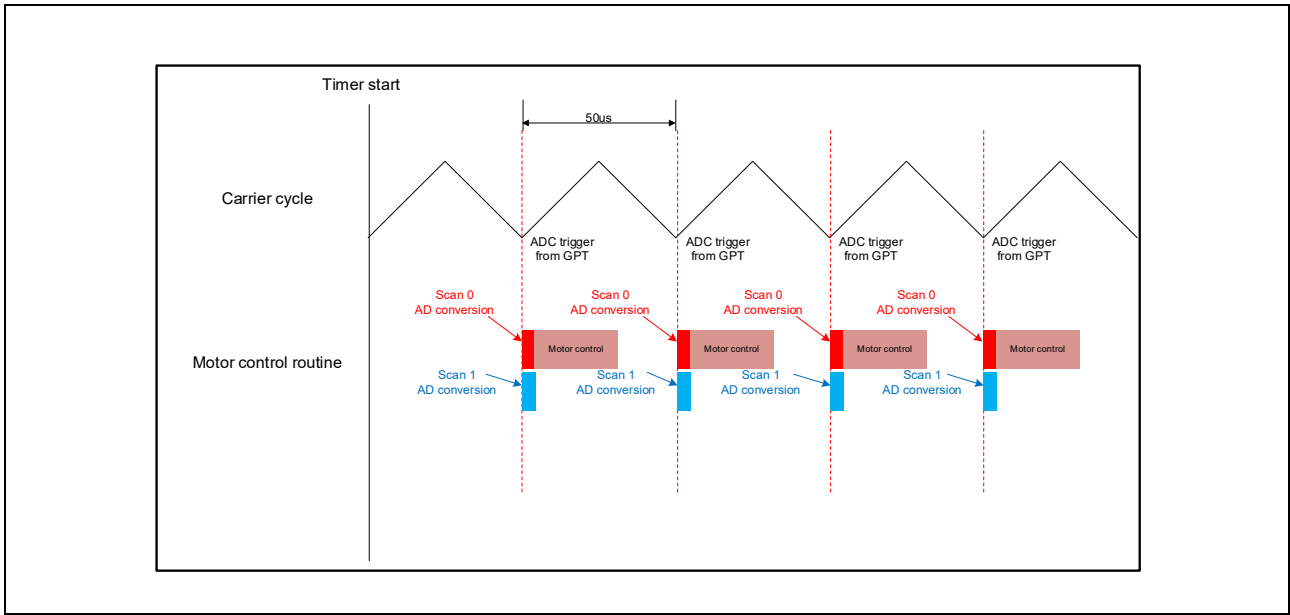 Timer start
50us
Carrier cycle
ADC trigger
from GPT
ADC trigger
from GPT
ADC trigger
from GPT
ADC trigger
from GPT
Scan 0
AD conversion
Scan 0
AD conversion
Scan 0
AD conversion
Scan 0
AD conversion
Motor control routine
Motor control
Motor control
Motor control
Motor control
Scan 1
AD conversion
Scan 1
AD conversion
Scan 1
AD conversion
Scan 1
AD conversion